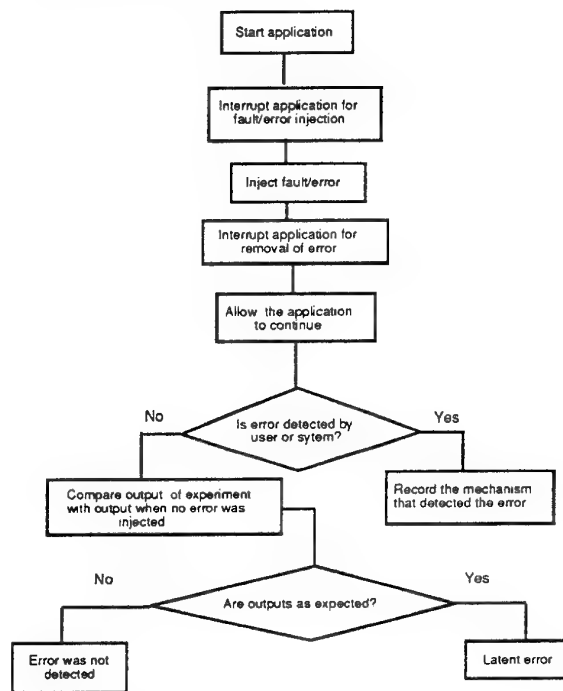 Start application
Interrupt application for
fault/error injection
Inject fault/error
Interrupt application for
removal of error
Allow the application
to continue
No
Yes
Is error detected by
user or sytem?
Compare output of experiment
with output when no error was
injected
Record the mechanism
that detected the error
No
Yes
Are outputs as expected?
Error was not
detected
Latent error